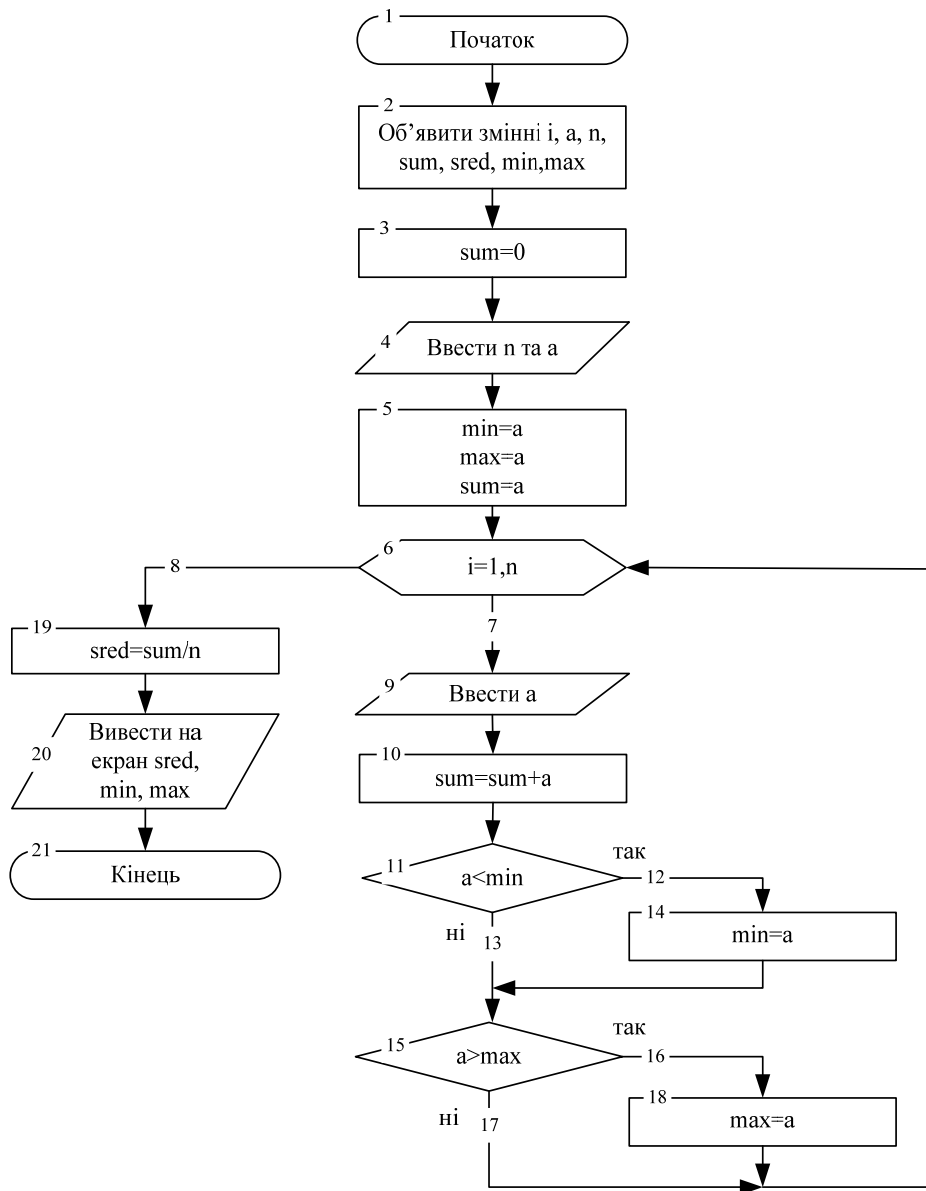 1
Початок
2
Об’явити змінні i, a, n,
sum, sred, min,max
3
sum=0
4
Ввести n та a
5
min=a
max=a
sum=a
6
i=1,n
8
7
19
sred=sum/n
9
Ввести a
20
Вивести на
екран sred,
min, max
10
sum=sum+a
21
Кінець
11
a<min
так
12
ні
13
14
min=a
15
a>max
так
16
ні
17
18
max=a